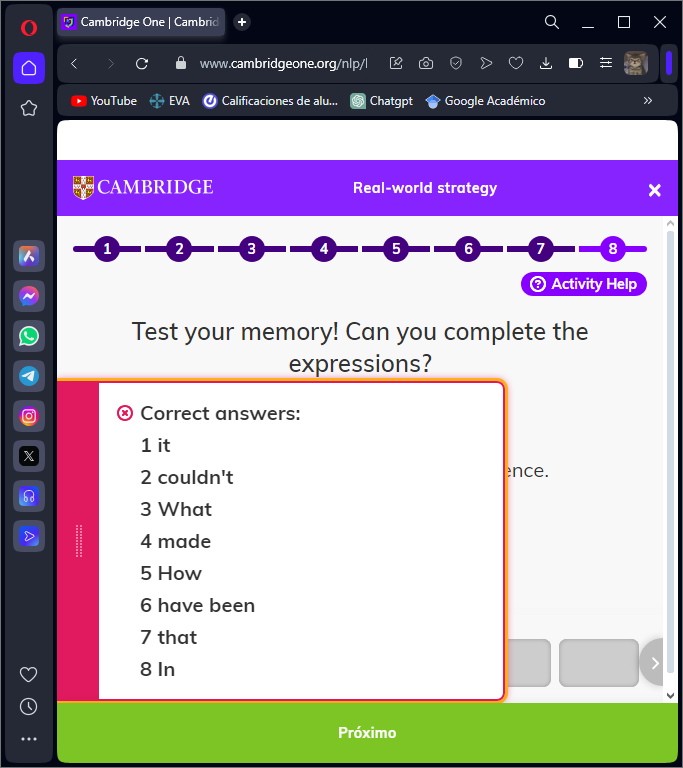 Cambridge One | Cambrid
www.cambridgeone.org/nlp/l
YouTube
EVA
Calificaciones de alu...
Chatgpt
Google Académico
»
CAMBRIDGE
Real-world strategy
1 2 3 4 5 6 7 8
? Activity Help
Test your memory! Can you complete the
expressions?
Correct answers:
1 it
2 couldn't
ence.
3 What
4 made
5 How
6 have been
7 that
8 In
Próximo